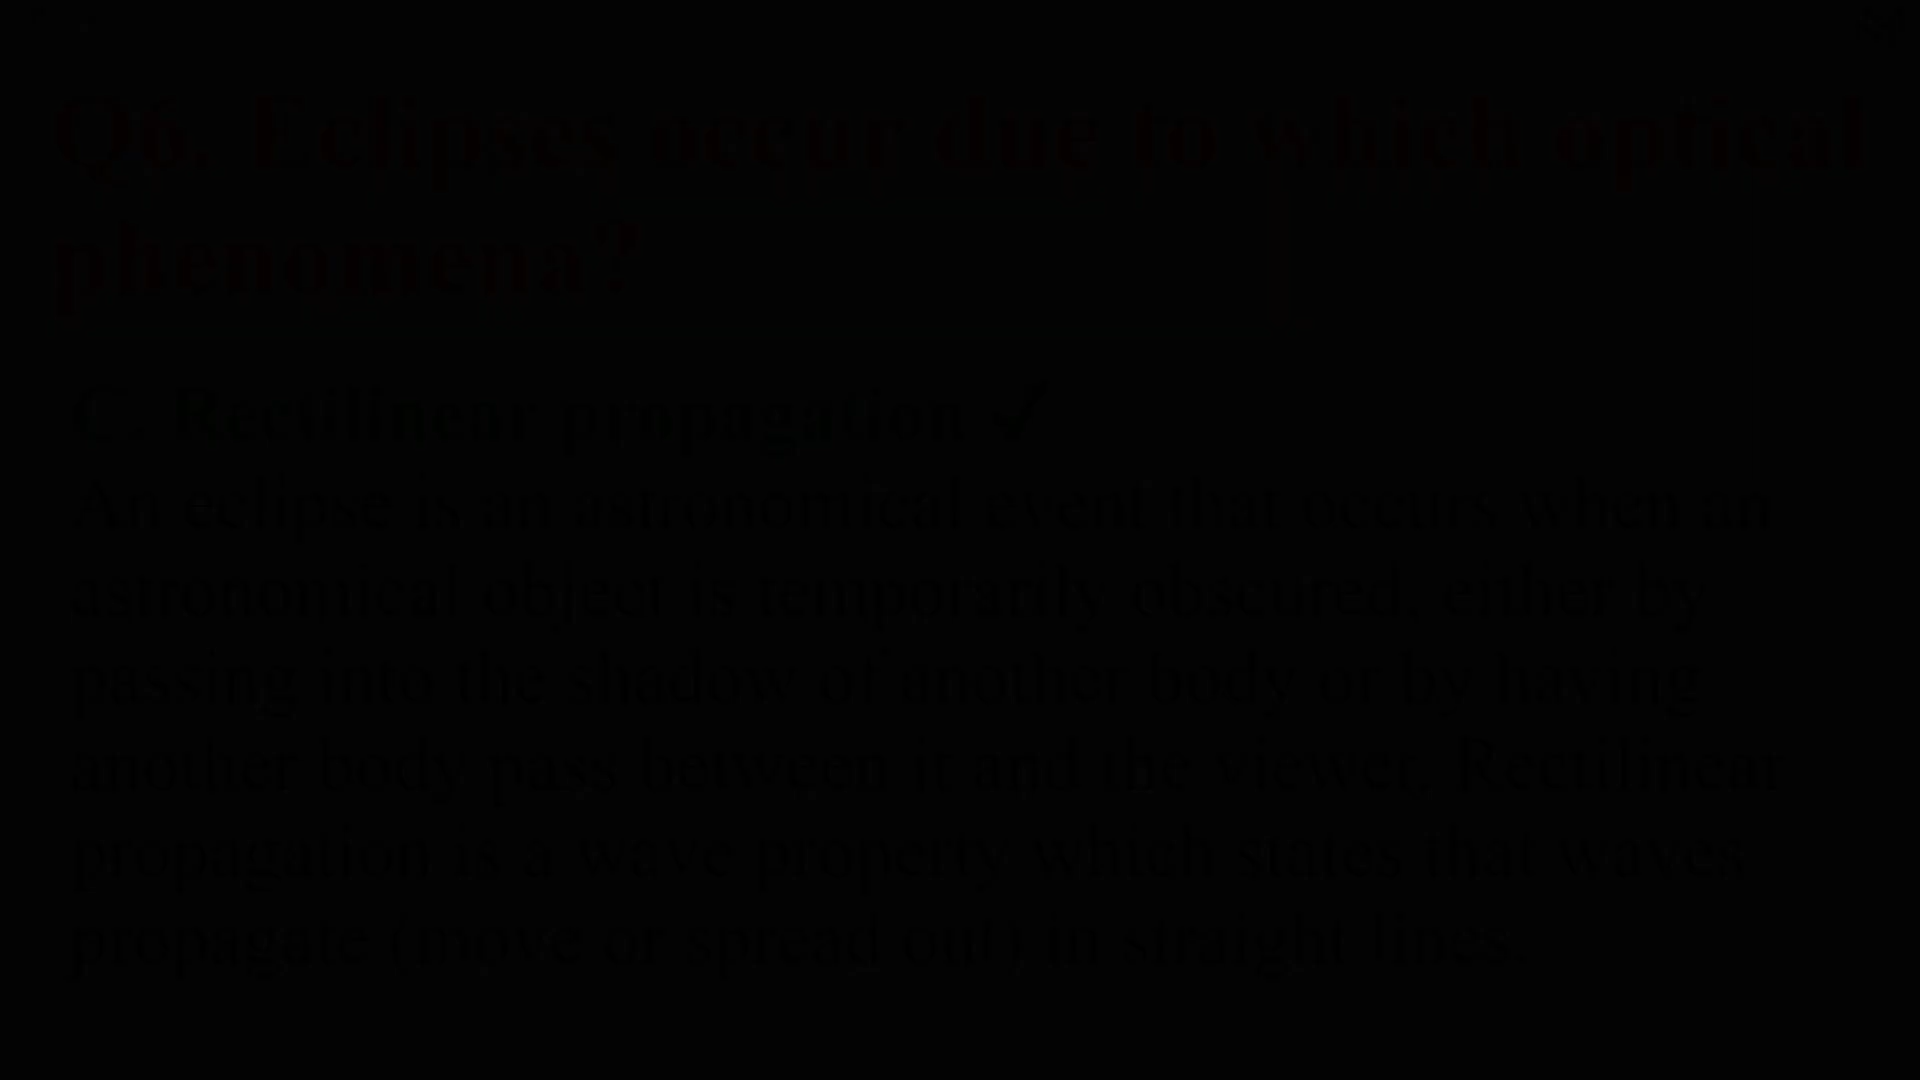 Q6. Eclipses occur due to which optical
phenomena?
C. Rectilinear propagation ✓
An eclipse is an astronomical event that occurs when an
astronomical object is temporarily obscured, either by
passing into the shadow of another body or by having
another body pass between it and the viewer. Rectilinear
propagation is a wave property which states that waves
propagate (move or spread out) in straight lines.